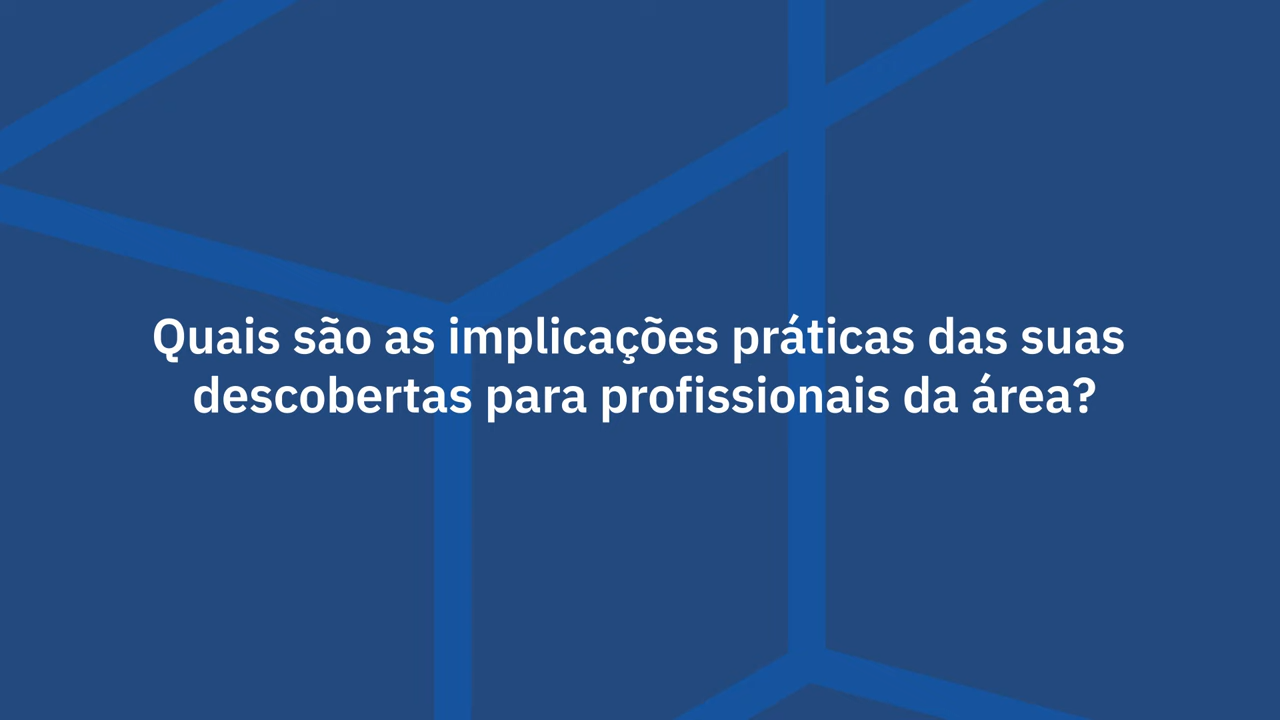 Quais são as implicações práticas das suas
descobertas para profissionais da área?